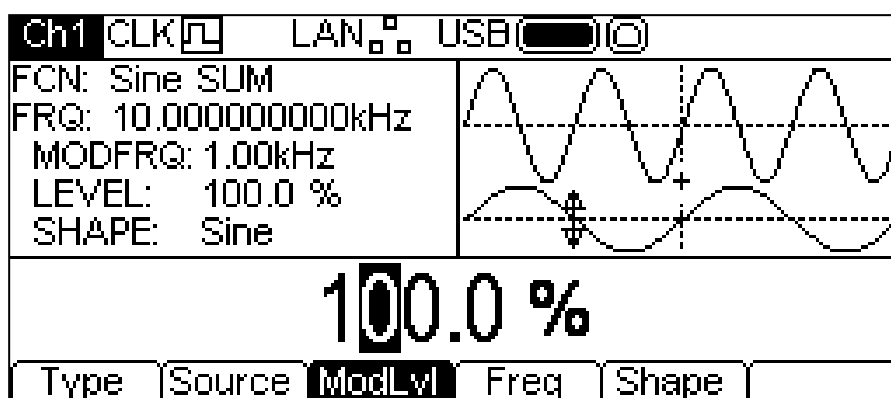 Ch1 CLK LAN USB
FCN: Sine SUM
FRQ: 10.000000000kHz
MODFRQ: 1.00kHz
LEVEL: 100.0 %
SHAPE: Sine
100.0 %
Type Source ModLvl Freq Shape